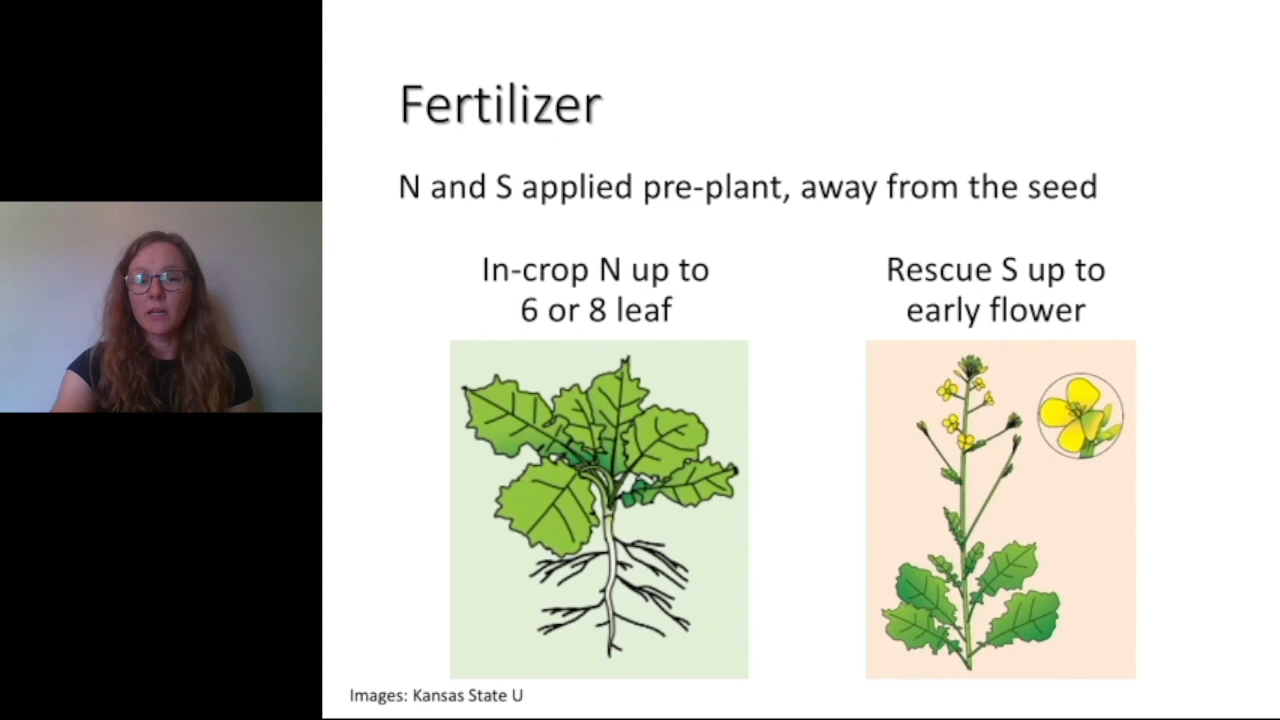 Fertilizer
N and S applied pre-plant, away from the seed
In-crop N up to
6 or 8 leaf
Rescue S up to
early flower
Images: Kansas State U